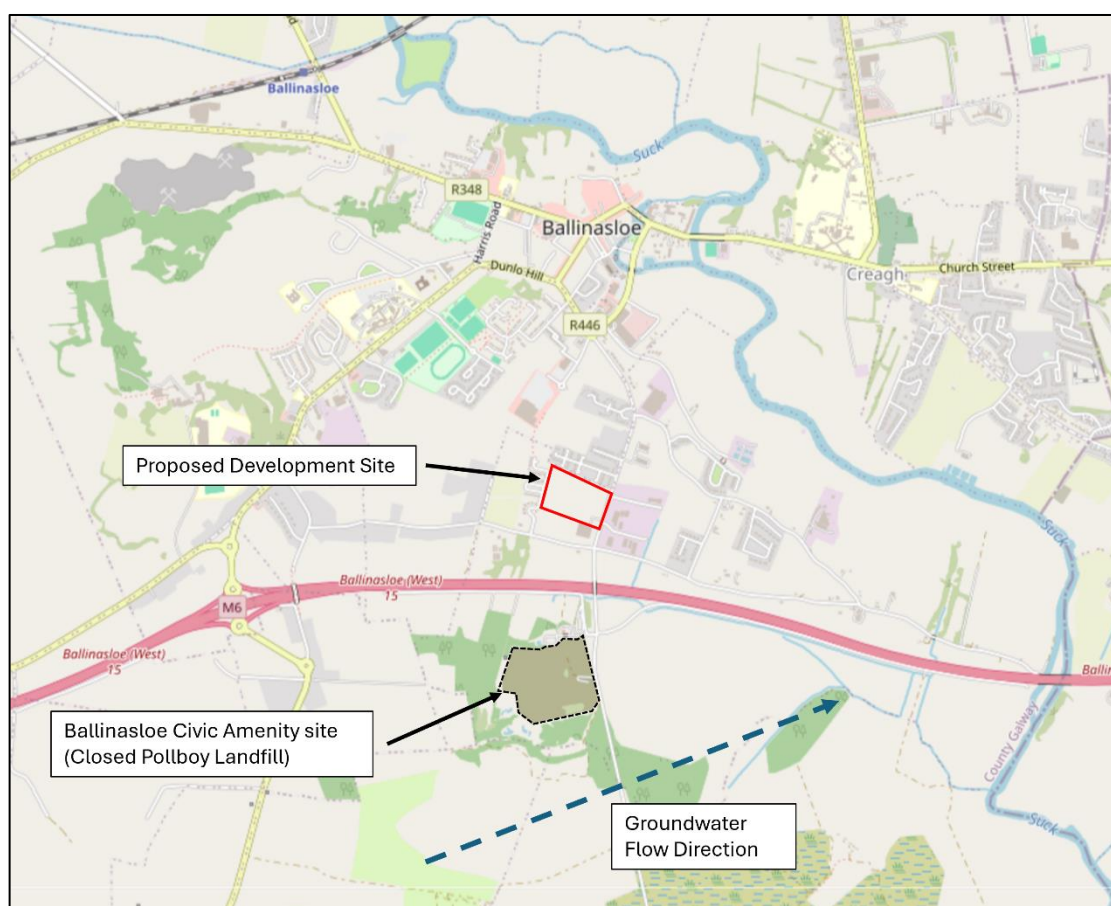 Ballinasloe
R348
Suck
Harris Road
Ballinasloe
Dunlo Hill
Creagh
Church Street
R446
Proposed Development Site
Suck
Ballinasloe (West)
15
M6
Ballinasloe (West)
15
Ballin
Ballinasloe Civic Amenity site
(Closed Pollboy Landfill)
County Galway
Groundwater
Flow Direction
Suck